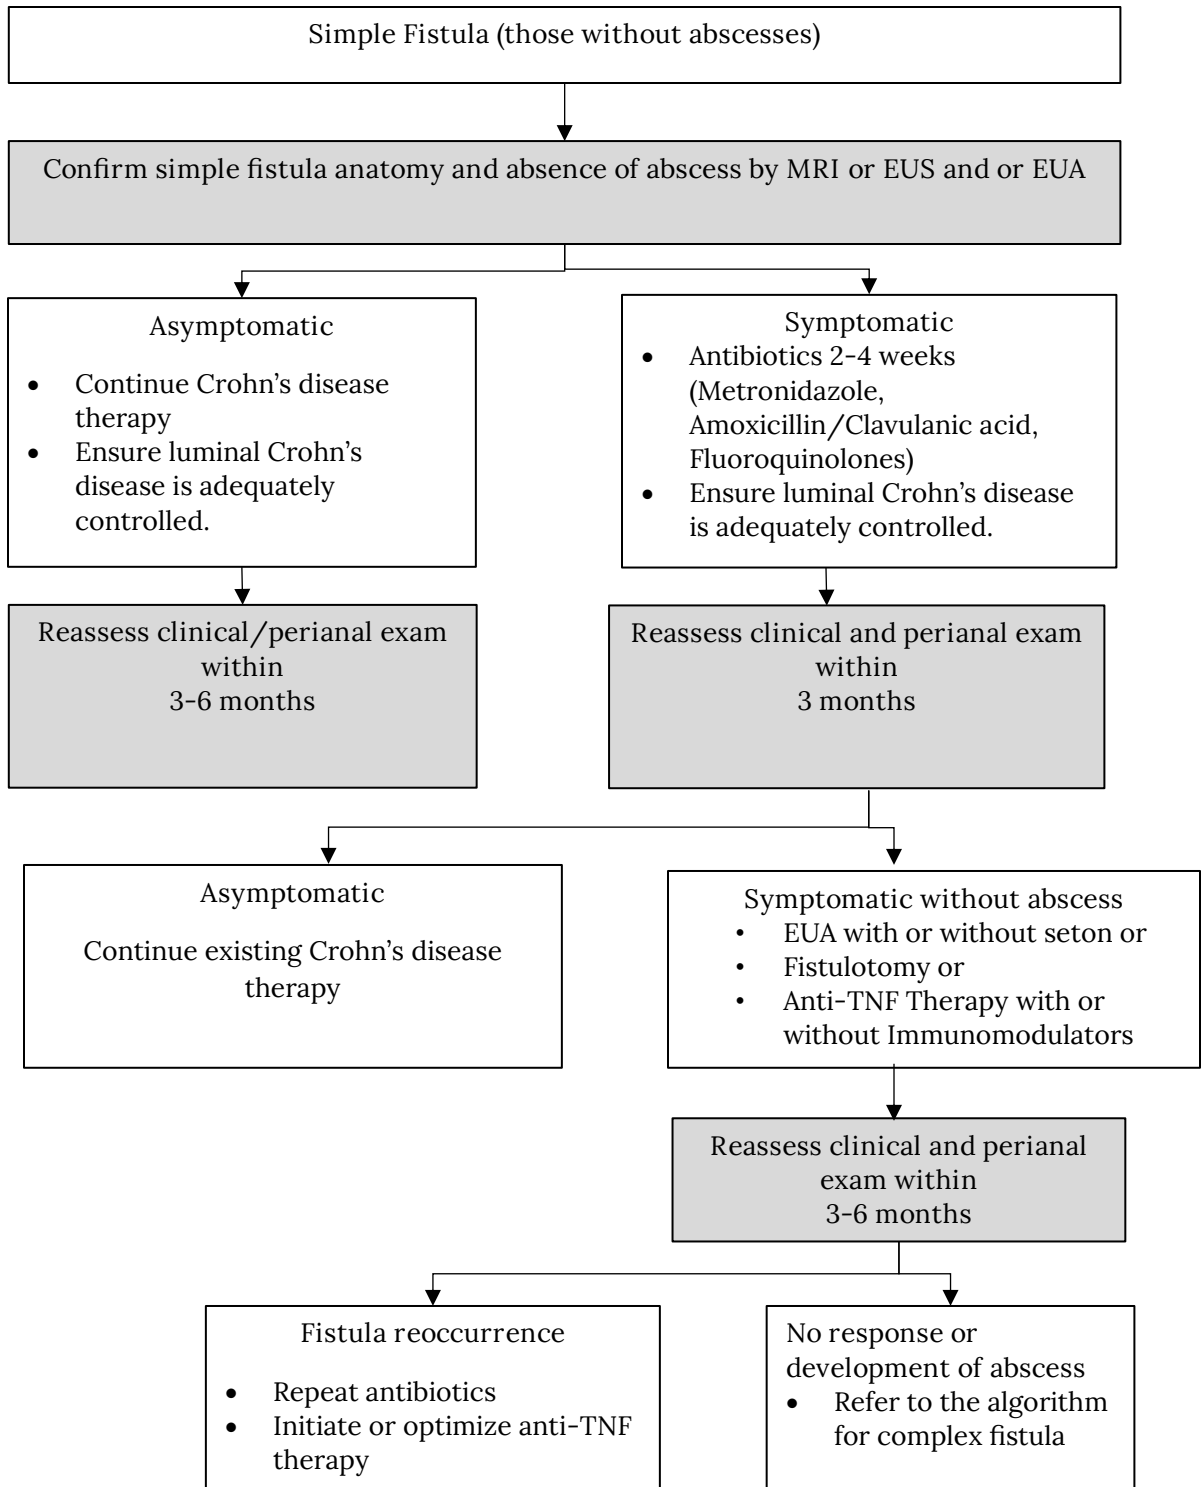 Simple Fistula (those without abscesses)
Confirm simple fistula anatomy and absence of abscess by MRI or EUS and or EUA
Asymptomatic
• Continue Crohn’s disease
therapy
• Ensure luminal Crohn’s
disease is adequately
controlled.
Symptomatic
• Antibiotics 2-4 weeks
(Metronidazole,
Amoxicillin/Clavulanic acid,
Fluoroquinolones)
• Ensure luminal Crohn’s disease
is adequately controlled.
Reassess clinical/perianal exam
within
3-6 months
Reassess clinical and perianal exam
within
3 months
Asymptomatic
Continue existing Crohn’s disease
therapy
Symptomatic without abscess
• EUA with or without seton or
• Fistulotomy or
• Anti-TNF Therapy with or
without Immunomodulators
Reassess clinical and perianal
exam within
3-6 months
Fistula reoccurrence
• Repeat antibiotics
• Initiate or optimize anti-TNF
therapy
No response or
development of abscess
• Refer to the algorithm
for complex fistula